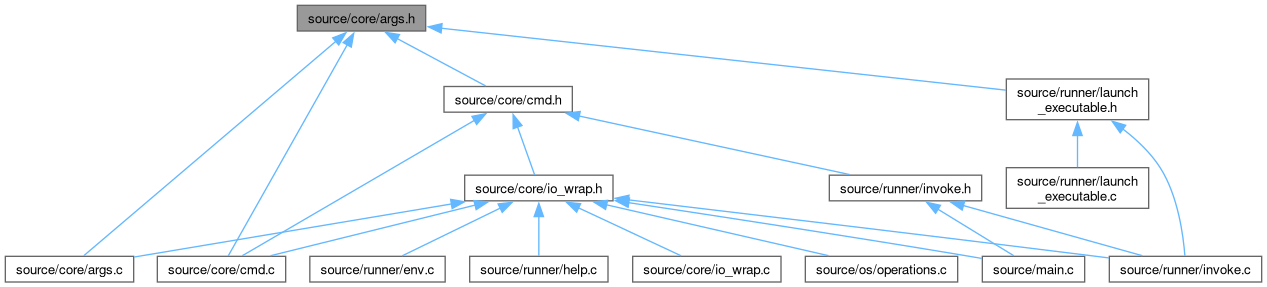 source/core/args.h
source/core/cmd.h
source/runner/launch
_executable.h
source/core/io_wrap.h
source/runner/invoke.h
source/runner/launch
_executable.c
source/core/args.c
source/core/cmd.c
source/runner/env.c
source/runner/help.c
source/core/io_wrap.c
source/os/operations.c
source/main.c
source/runner/invoke.c